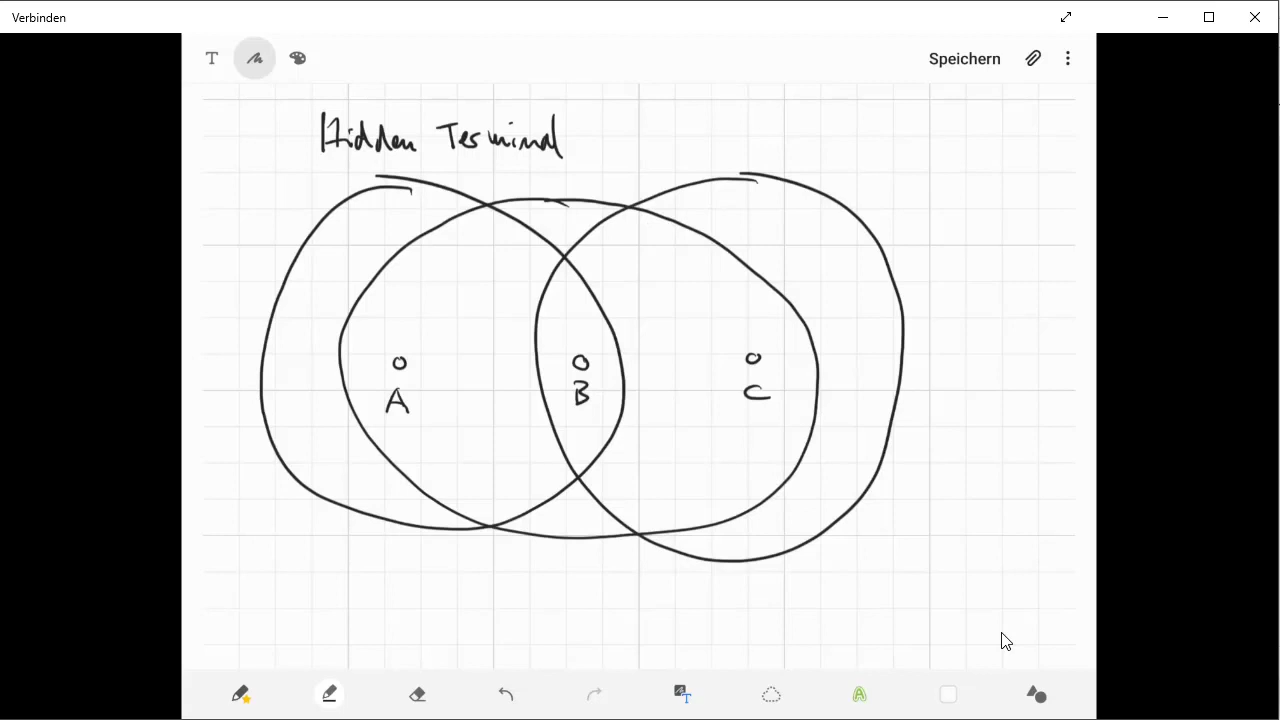 Verbinden
T
Speichern
Hidden Terminal
A B C